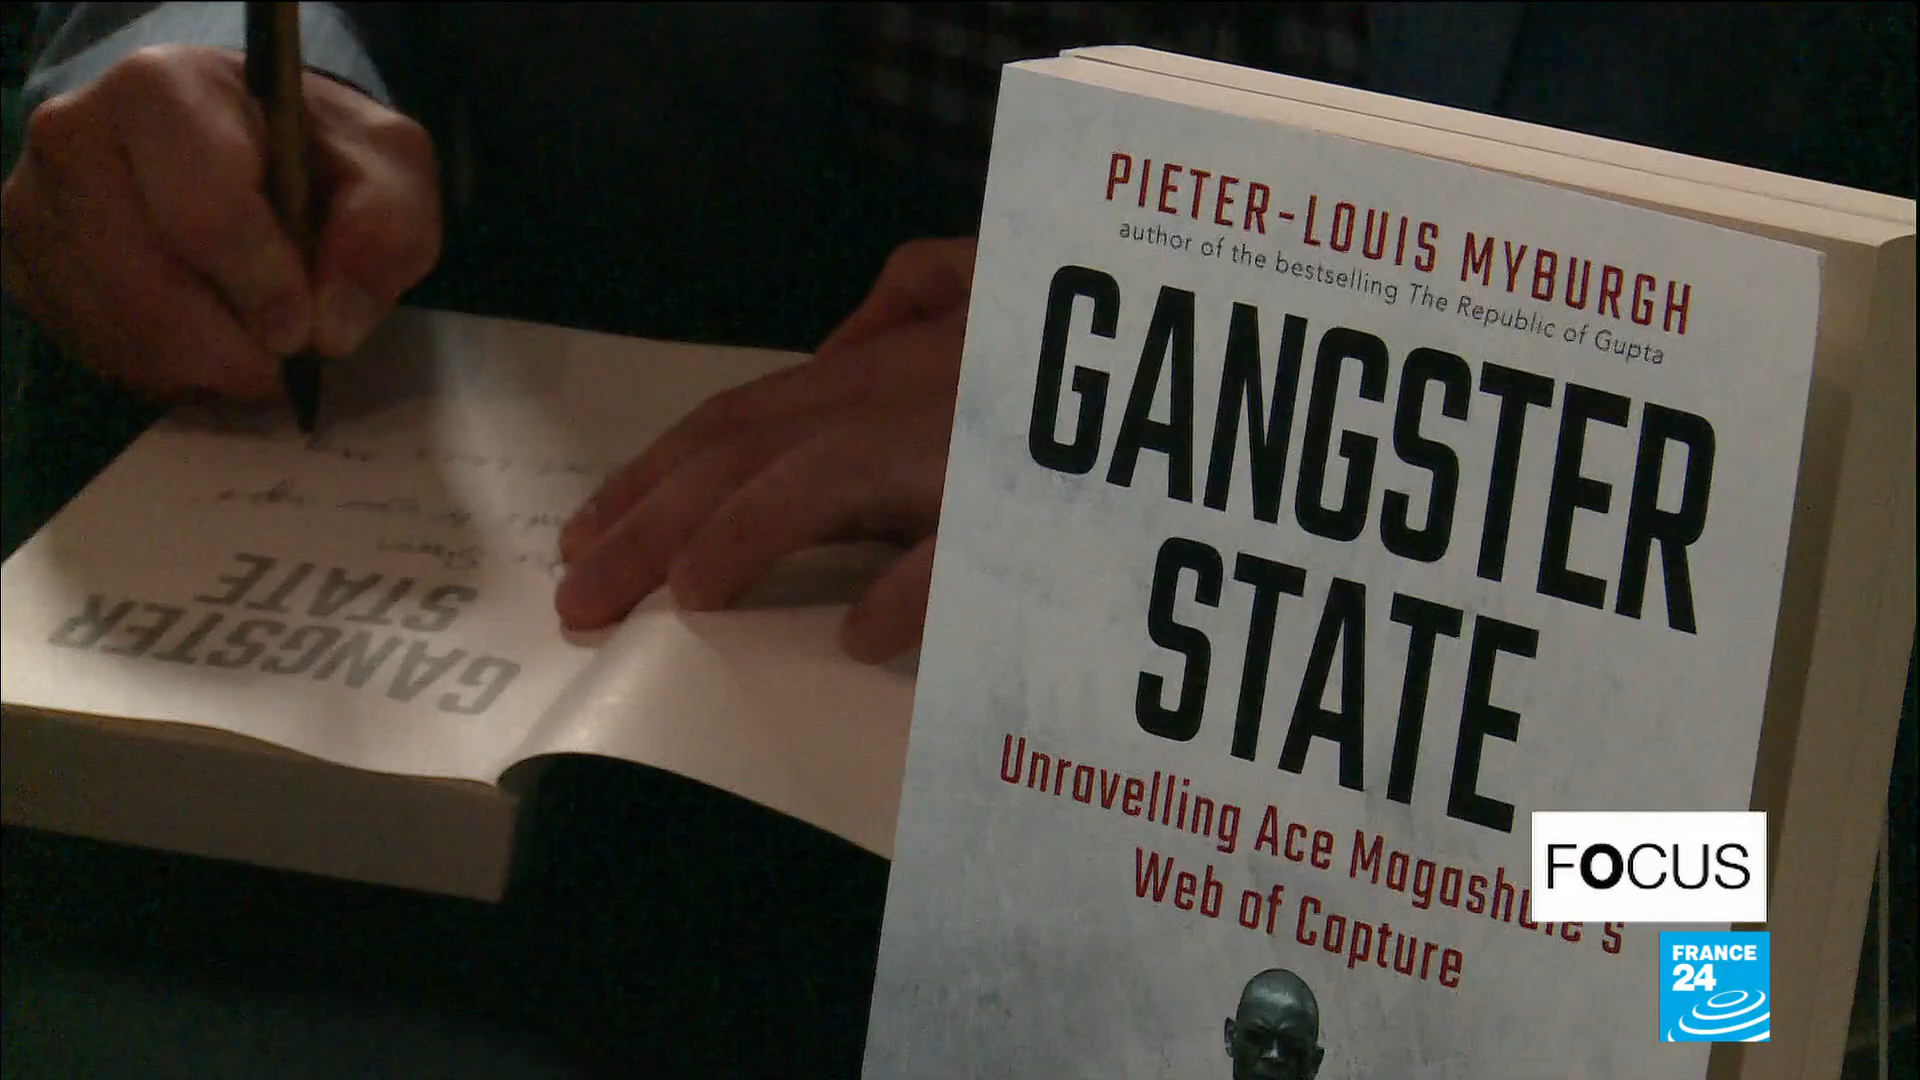 PIETER-LOUIS MYBURGH
author of the bestselling The Republic of Gupta
GANGSTER
STATE
Unravelling Ace Magashule's
Web of Capture
GANGSTER
STATE
FOCUS
FRANCE
24